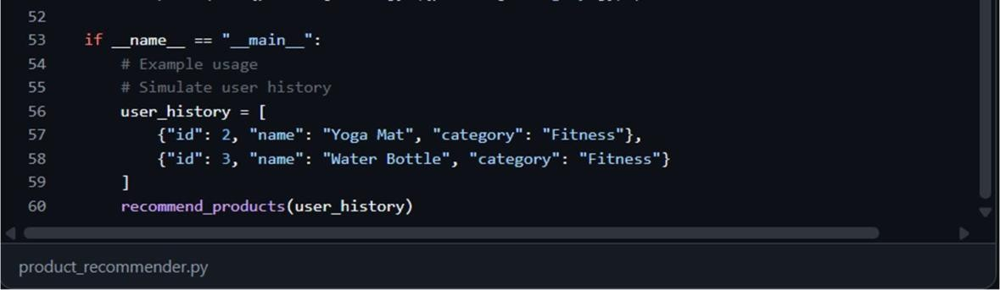 52
53 if __name__ == "__main__":
54 # Example usage
55 # Simulate user history
56 user_history = [
57 {"id": 2, "name": "Yoga Mat", "category": "Fitness"},
58 {"id": 3, "name": "Water Bottle", "category": "Fitness"}
59 ]
60 recommend_products(user_history)
product_recommender.py